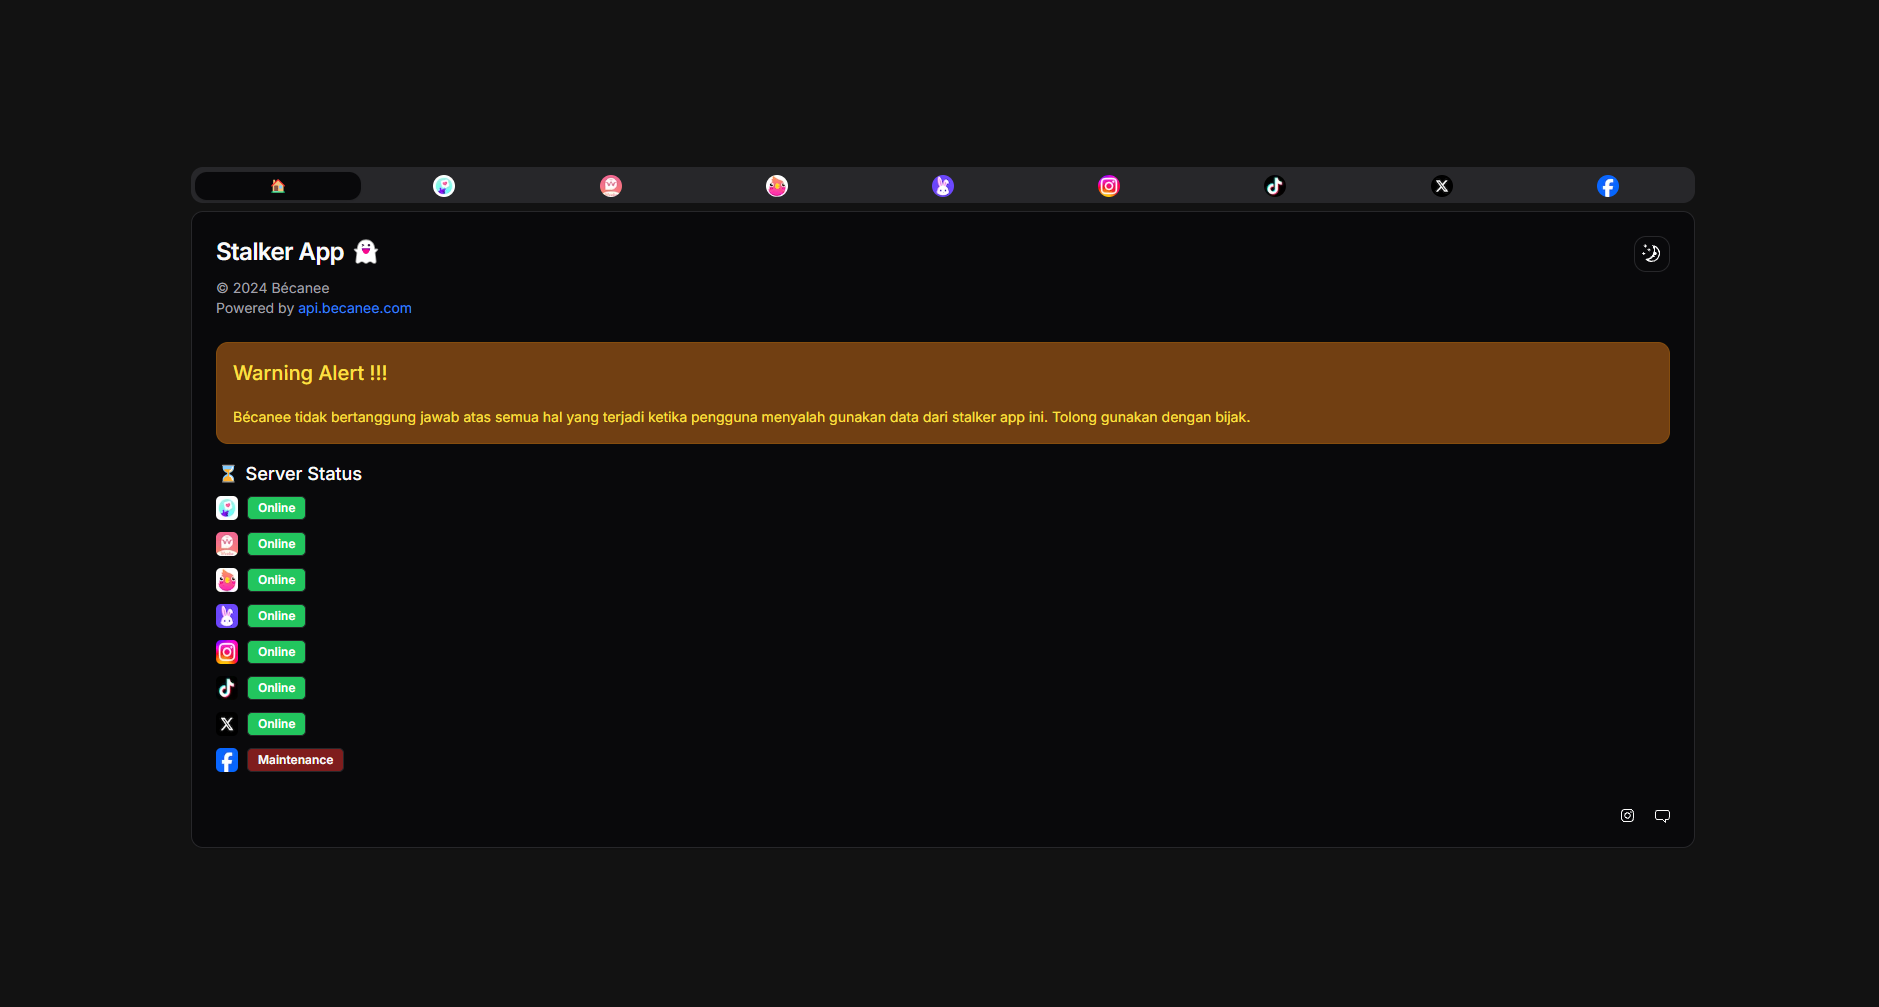 Stalker App 👻
© 2024 Bécanee
Powered by api.becanee.com
Warning Alert !!!
Bécanee tidak bertanggung jawab atas semua hal yang terjadi ketika pengguna menyalah gunakan data dari stalker app ini. Tolong gunakan dengan bijak.
⏳ Server Status
Online
Online
Online
Online
Online
Online
Online
Maintenance